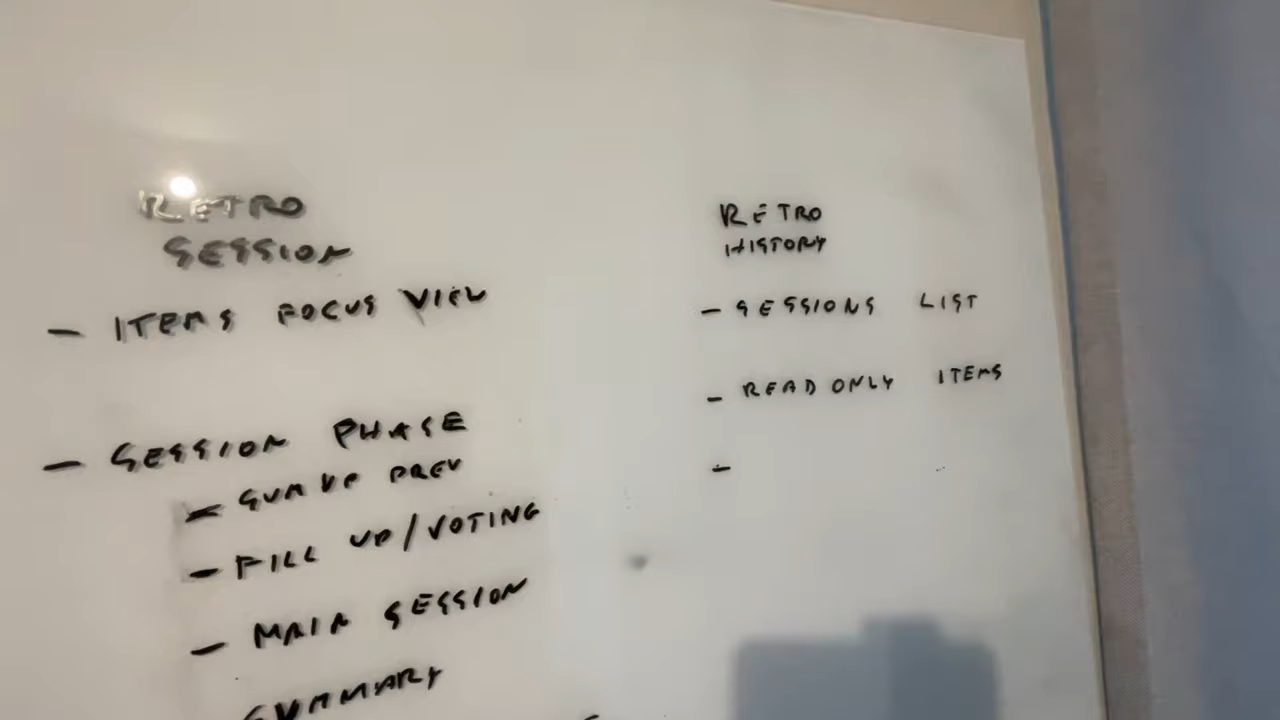 RETRO
SESSION
- ITEMS FOCUS VIEW
- SESSION PHASE
- SUM UP PREV
- FILL UP/VOTING
- MAIN SESSION
SUMMARY
RETRO
HISTORY
- SESSIONS LIST
- READ ONLY ITEMS
-